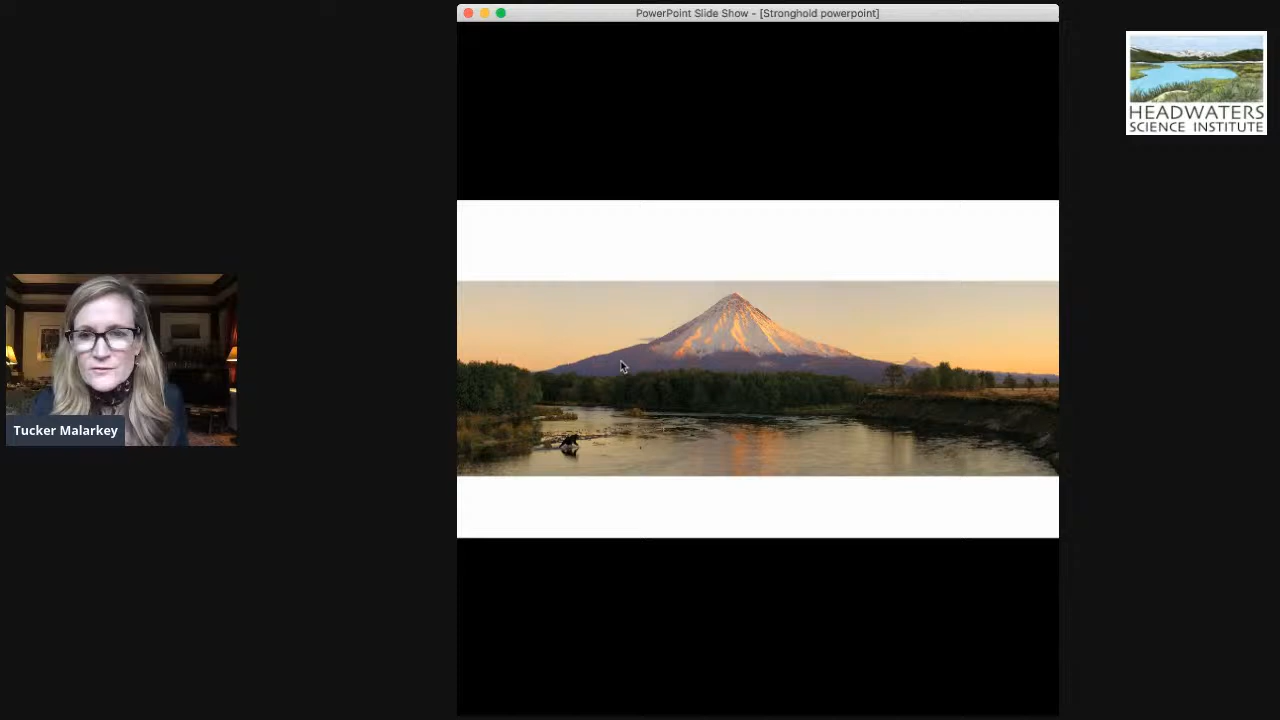 PowerPoint Slide Show - [Stronghold powerpoint]
HEADWATERS
SCIENCE INSTITUTE
Tucker Malarkey